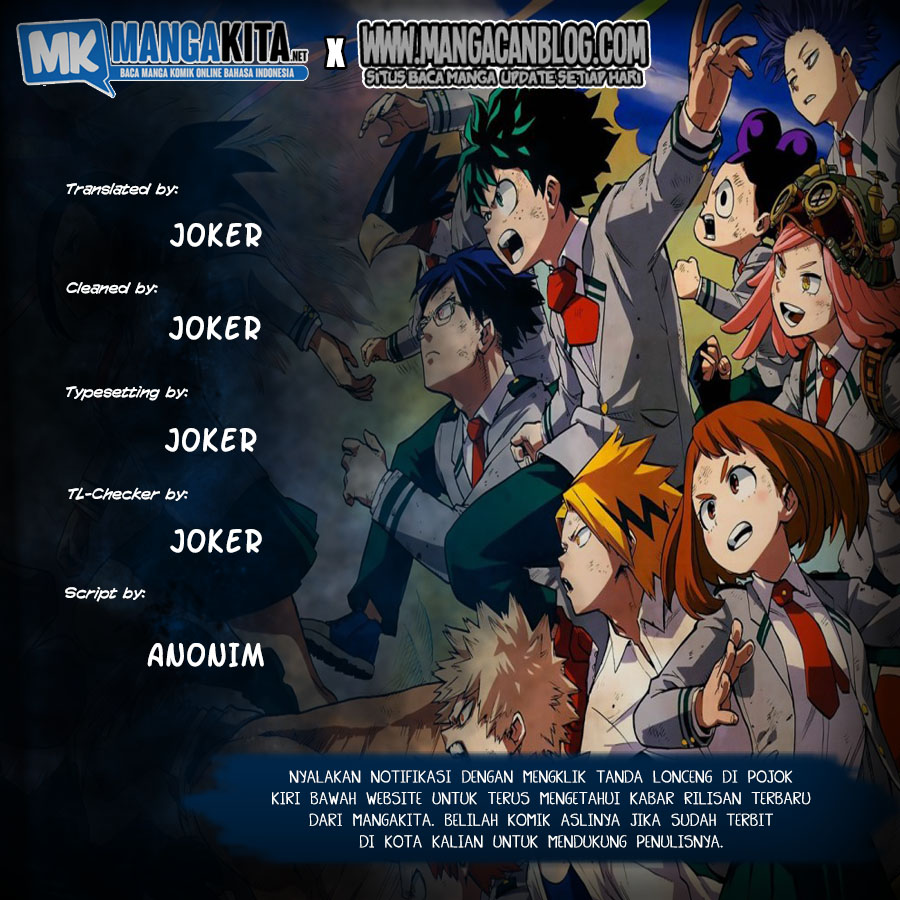 MK MANGAKITA.NET
BACA MANGA KOMIK ONLINE BAHASA INDONESIA
X
WWW.MANGACANBLOG.COM
SITUS BACA MANGA UPDATE SETIAP HARI
Translated by:
JOKER
Cleaned by:
JOKER
Typesetting by:
JOKER
TL-Checker by:
JOKER
Script by:
ANONIM
NYALAKAN NOTIFIKASI DENGAN MENGKLIK TANDA LONCENG DI POJOK
KIRI BAWAH WEBSITE UNTUK TERUS MENGETAHUI KABAR RILISAN TERBARU
DARI MANGAKITA. BELILAH KOMIK ASLINYA JIKA SUDAH TERBIT
DI KOTA KALIAN UNTUK MENDUKUNG PENULISNYA.